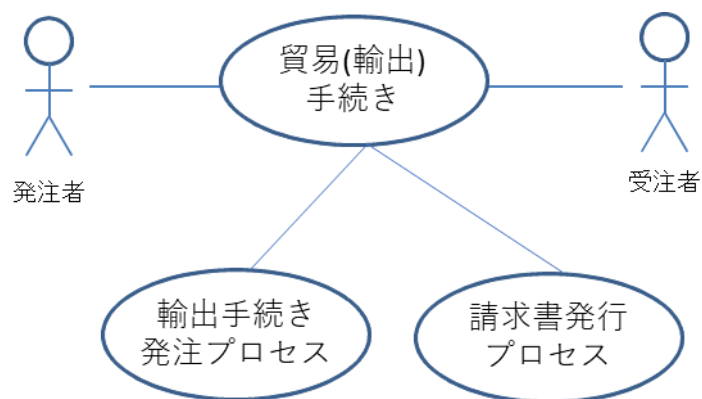 貿易(輸出)
手続き
発注者
受注者
輸出手続き
発注プロセス
請求書発行
プロセス